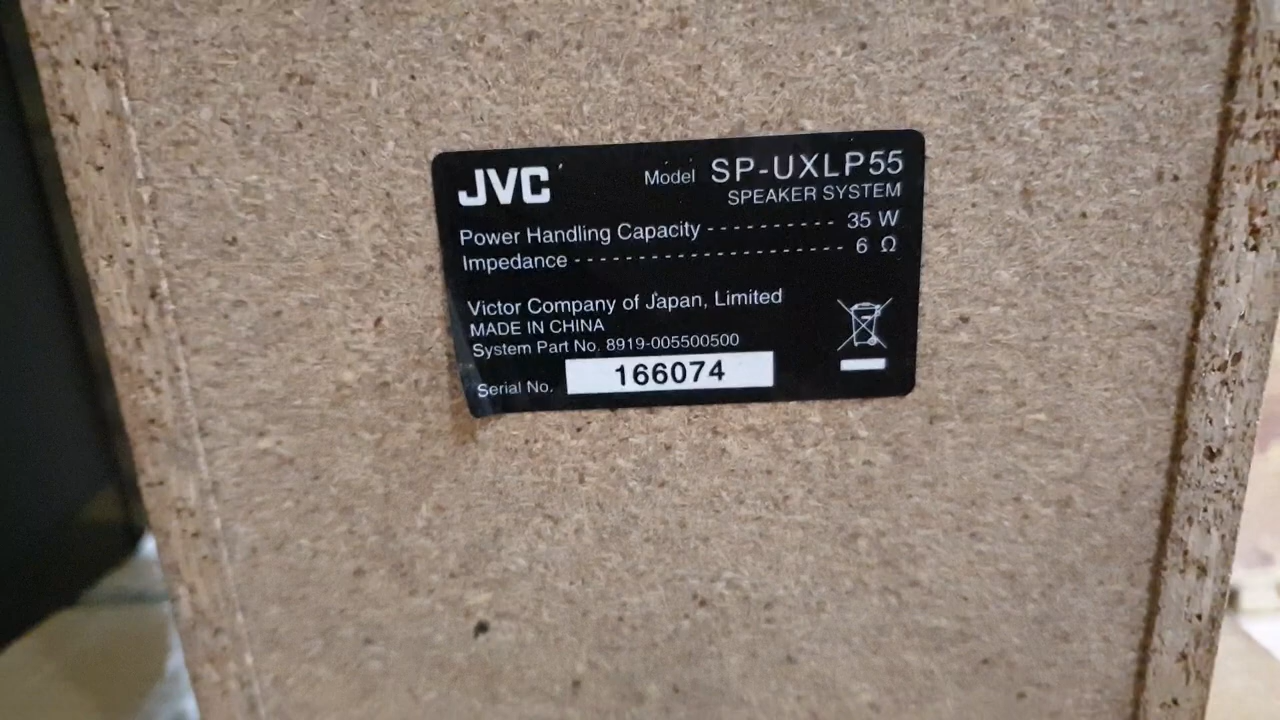 JVC Model SP-UXLP55
SPEAKER SYSTEM
Power Handling Capacity ---------- 35 W
Impedance --------------------- 6 Ω
Victor Company of Japan, Limited
MADE IN CHINA
System Part No. 8919-005500500
Serial No. 166074